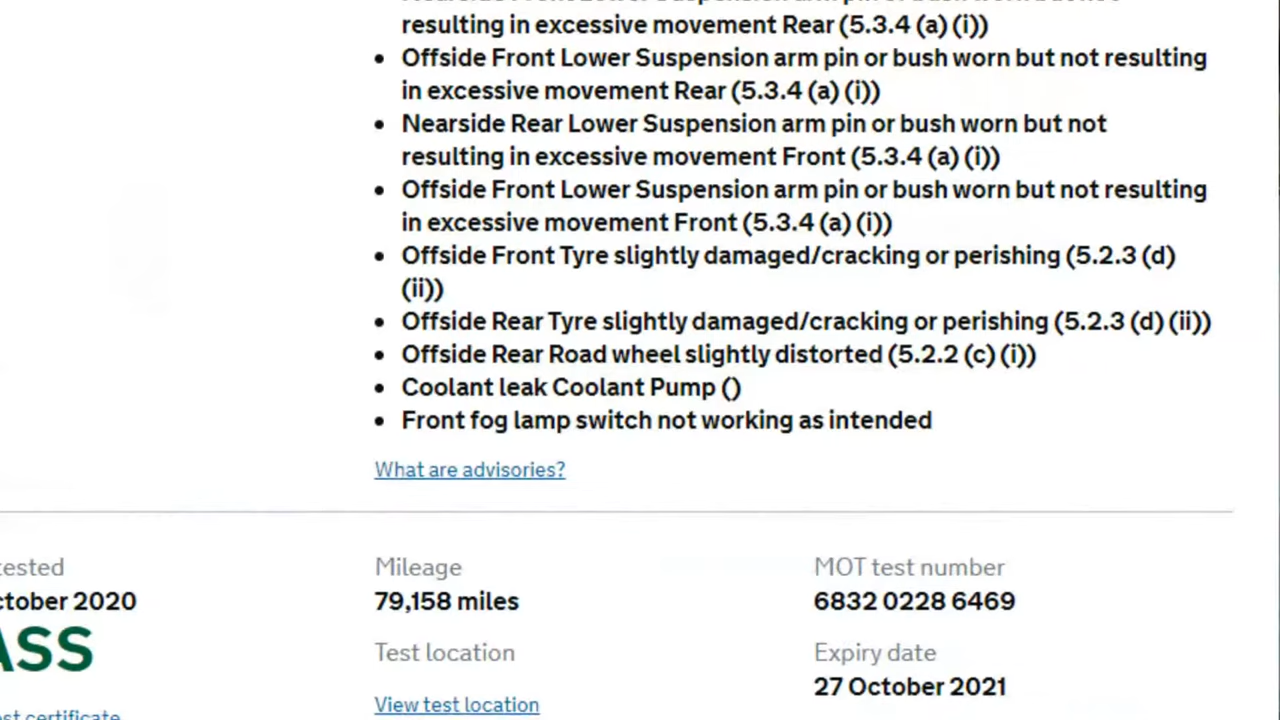 resulting in excessive movement Rear (5.3.4 (a) (i))
Offside Front Lower Suspension arm pin or bush worn but not resulting
in excessive movement Rear (5.3.4 (a) (i))
Nearside Rear Lower Suspension arm pin or bush worn but not
resulting in excessive movement Front (5.3.4 (a) (i))
Offside Front Lower Suspension arm pin or bush worn but not resulting
in excessive movement Front (5.3.4 (a) (i))
Offside Front Tyre slightly damaged/cracking or perishing (5.2.3 (d)
(ii))
Offside Rear Tyre slightly damaged/cracking or perishing (5.2.3 (d) (ii))
Offside Rear Road wheel slightly distorted (5.2.2 (c) (i))
Coolant leak Coolant Pump ()
Front fog lamp switch not working as intended
What are advisories?
tested
ctober 2020
ASS
est certificate
Mileage
79,158 miles
Test location
View test location
MOT test number
6832 0228 6469
Expiry date
27 October 2021